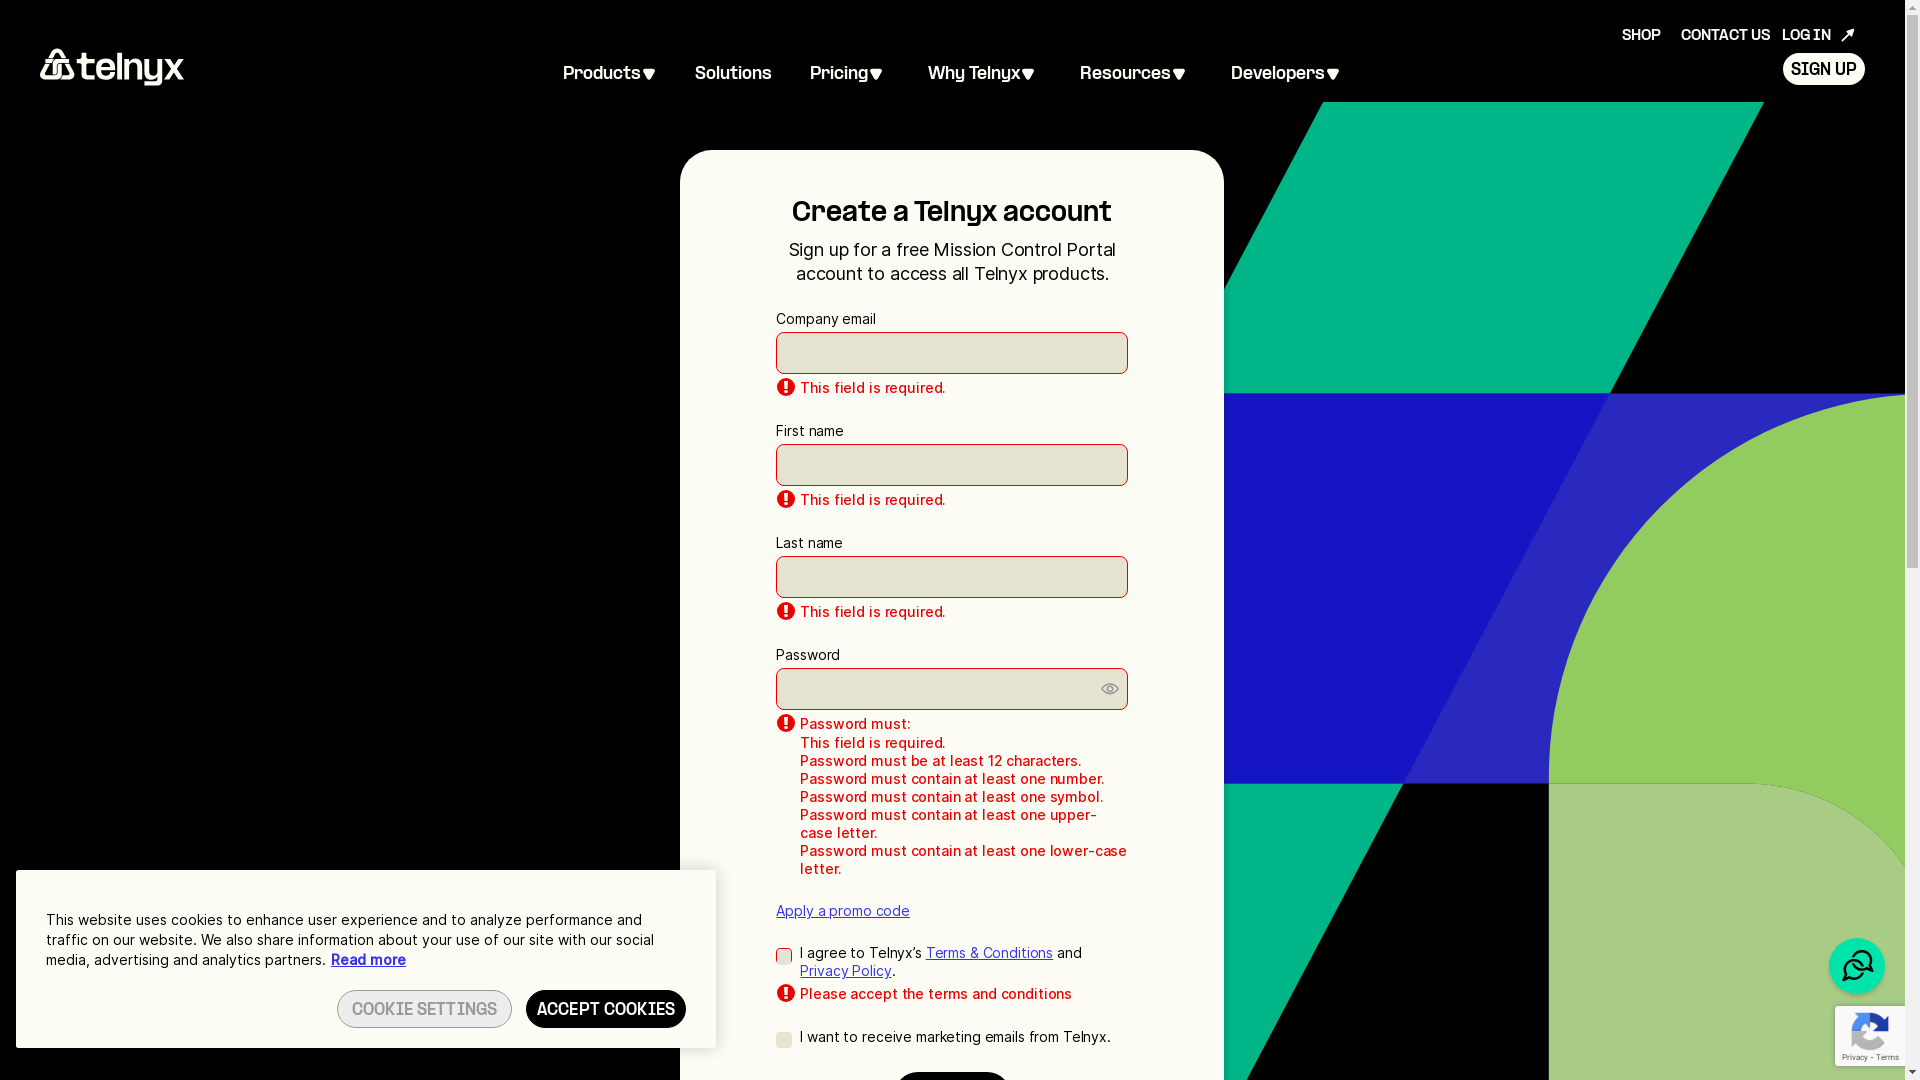 SHOP CONTACT US LOG IN
telnyx Products Solutions Pricing Why Telnyx Resources Developers SIGN UP
Create a Telnyx account
Sign up for a free Mission Control Portal
account to access all Telnyx products.
Company email
This field is required.
First name
This field is required.
Last name
This field is required.
Password
Password must:
This field is required.
Password must be at least 12 characters.
Password must contain at least one number.
Password must contain at least one symbol.
Password must contain at least one upper-
case letter.
Password must contain at least one lower-case
letter.
Apply a promo code
I agree to Telnyx’s Terms & Conditions and
Privacy Policy.
Please accept the terms and conditions
I want to receive marketing emails from Telnyx.
This website uses cookies to enhance user experience and to analyze performance and
traffic on our website. We also share information about your use of our site with our social
media, advertising and analytics partners. Read more
COOKIE SETTINGS ACCEPT COOKIES
Privacy - Terms